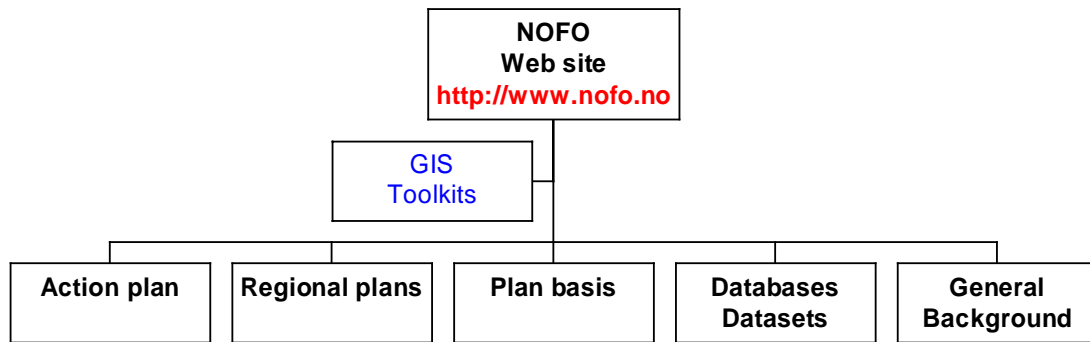 NOFO
Web site
http://www.nofo.no
GIS
Toolkits
Action plan
Regional plans
Plan basis
Databases
Datasets
General
Background